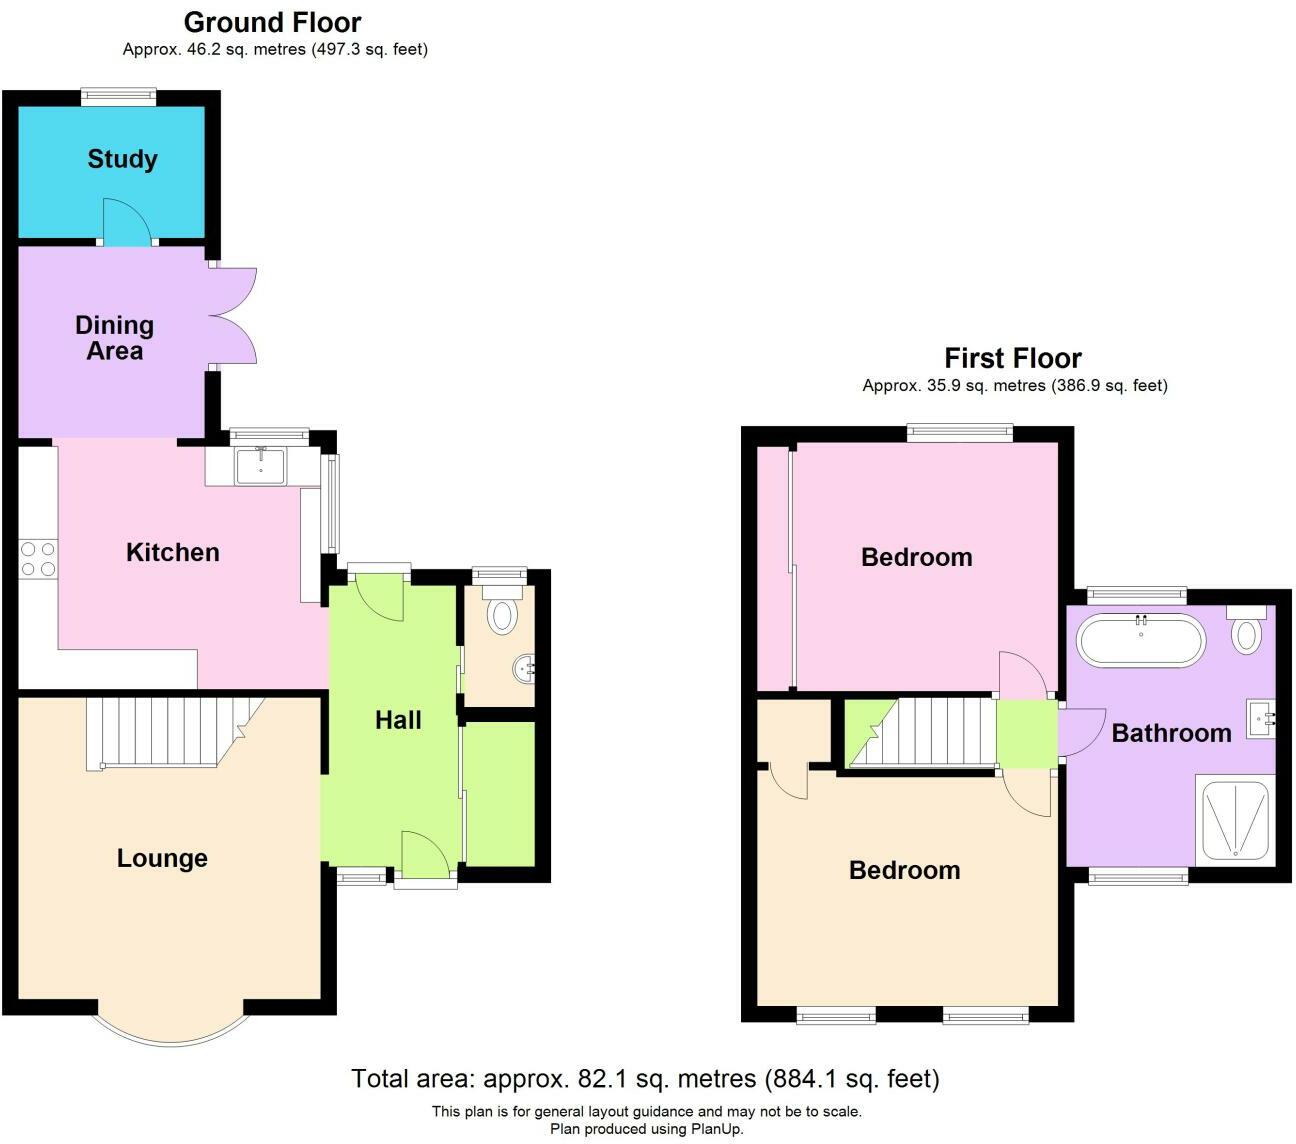 Ground Floor
Approx. 46.2 sq. metres (497.3 sq. feet)
Study
Dining
Area
Kitchen
Hall
Lounge
First Floor
Approx. 35.9 sq. metres (386.9 sq. feet)
Bedroom
Bathroom
Bedroom
Total area: approx. 82.1 sq. metres (884.1 sq. feet)
This plan is for general layout guidance and may not be to scale.
Plan produced using PlanUp.